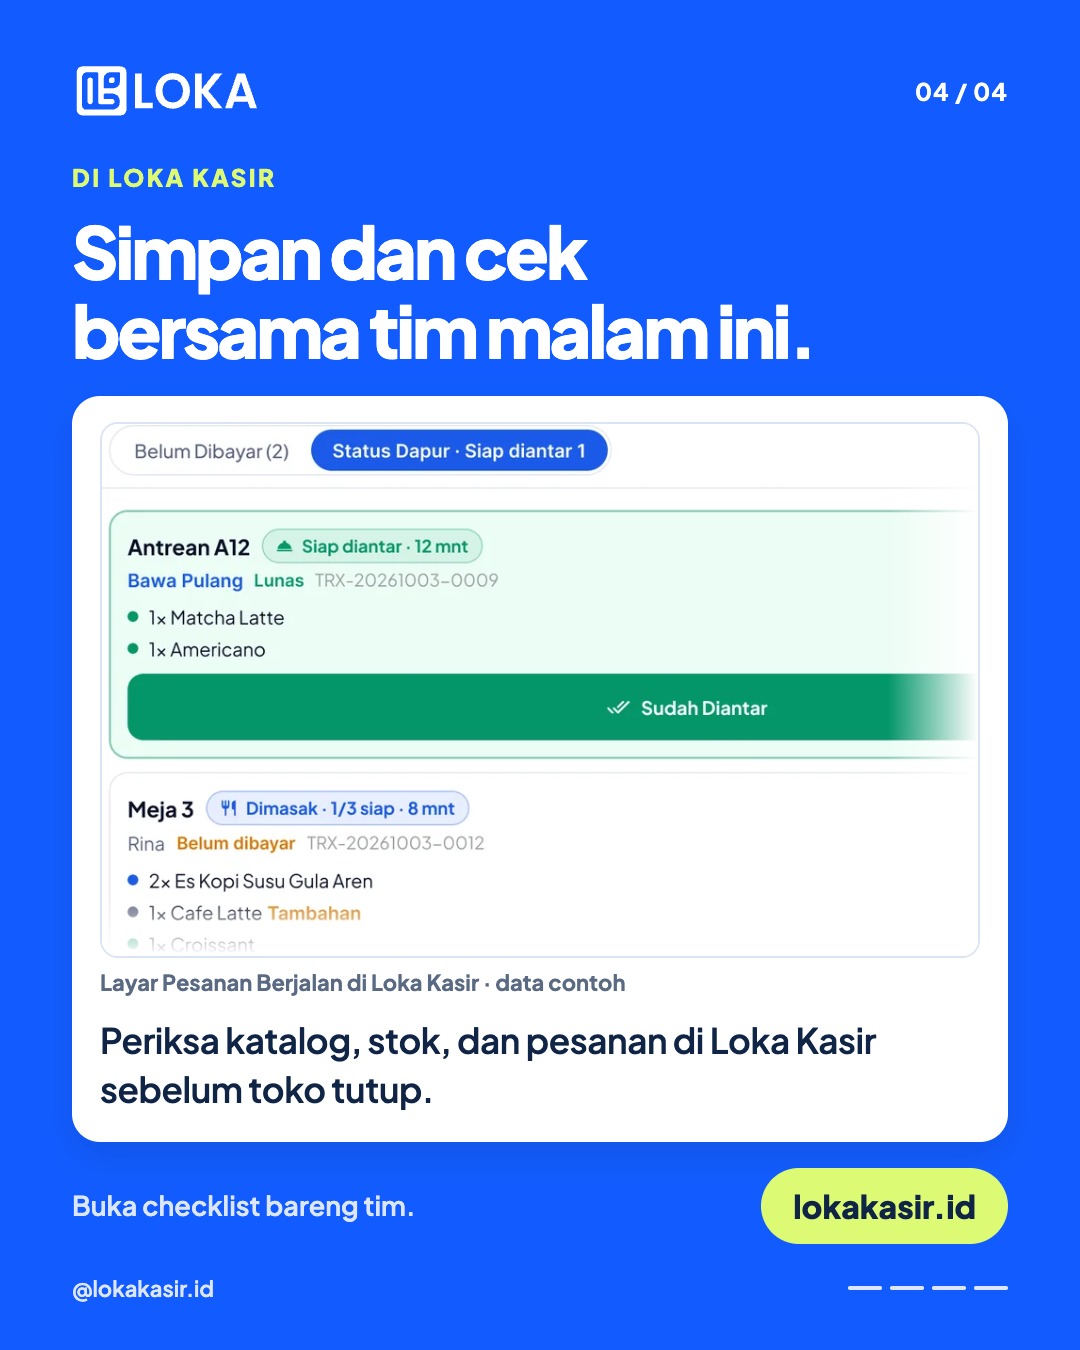 LOKA
04 / 04
DI LOKA KASIR
Simpan dan cek
bersama tim malam ini.
Belum Dibayar (2)
Status Dapur · Siap diantar 1
Antrean A12
Siap diantar · 12 mnt
Bawa Pulang Lunas TRX-20261003-0009
1x Matcha Latte
1x Americano
Sudah Diantar
Meja 3
Dimasak · 1/3 siap · 8 mnt
Rina Belum dibayar TRX-20261003-0012
2x Es Kopi Susu Gula Aren
1x Cafe Latte Tambahan
1x Croissant
Layar Pesanan Berjalan di Loka Kasir · data contoh
Periksa katalog, stok, dan pesanan di Loka Kasir
sebelum toko tutup.
Buka checklist bareng tim.
lokakasir.id
@lokakasir.id